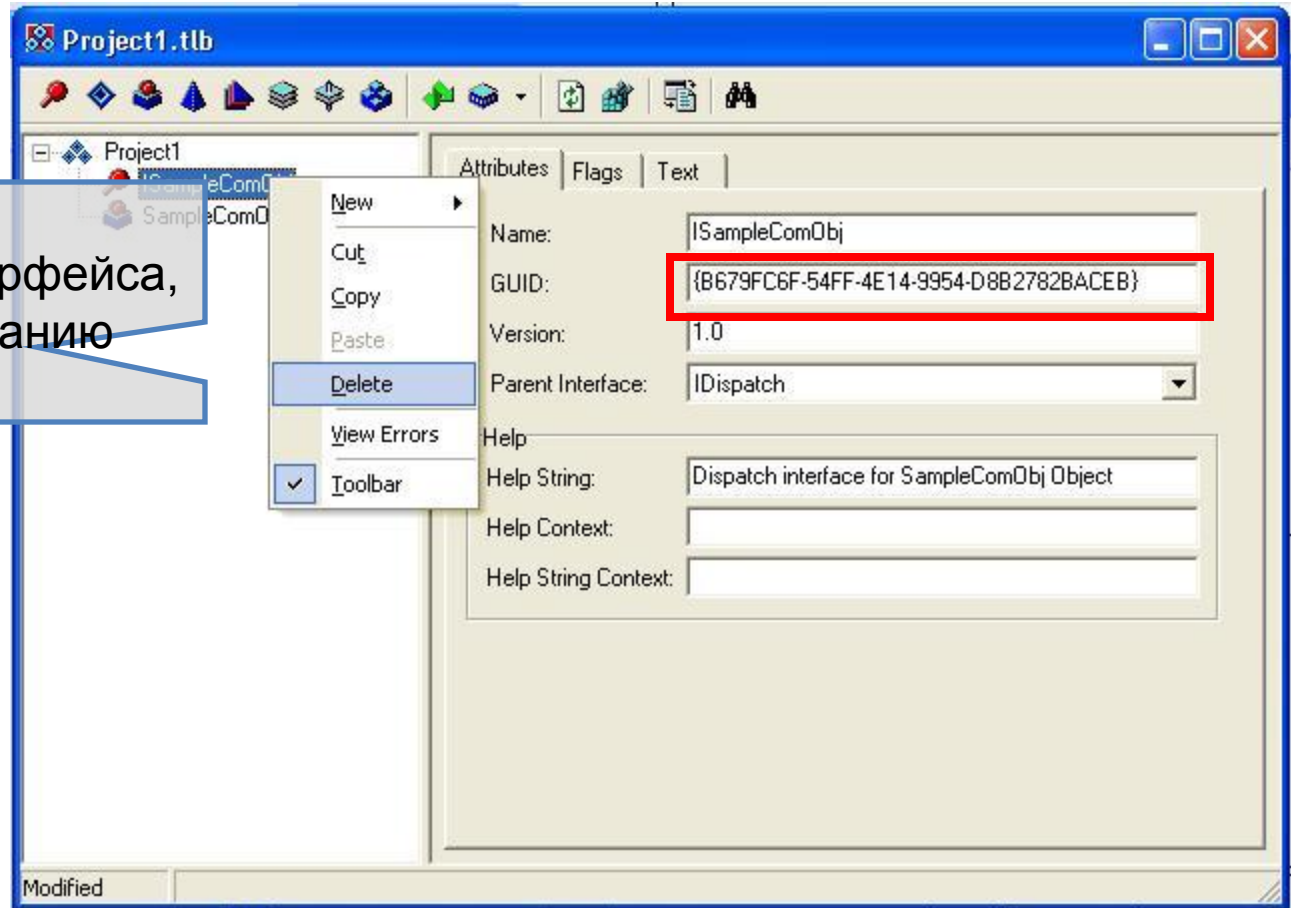 Project1.tlb
Project1
SampleComO
рфейса,
анию
New
Cut
Copy
Paste
Delete
View Errors
Toolbar
Attributes Flags Text
Name: ISampleComObj
GUID: {B679FC6F-54FF-4E14-9954-D8B2782BACEB}
Version: 1.0
Parent Interface: IDispatch
Help
Help String: Dispatch interface for SampleComObj Object
Help Context:
Help String Context:
Modified